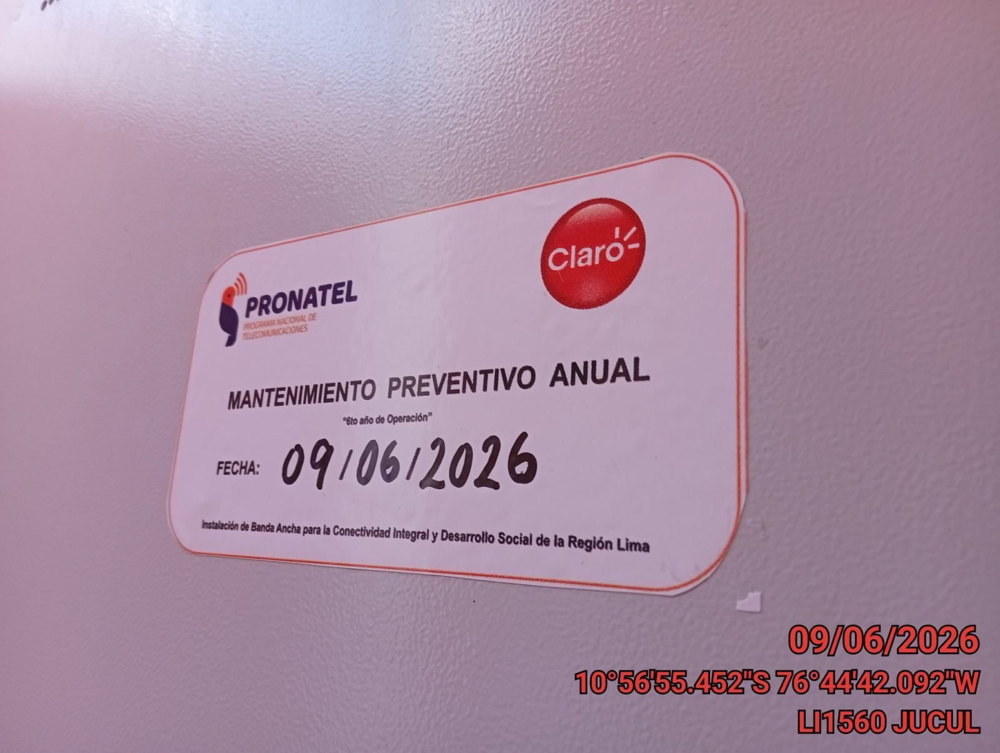 PRONATEL
PROGRAMA NACIONAL DE
TELECOMUNICACIONES
Claro
MANTENIMIENTO PREVENTIVO ANUAL
“6to año de Operación”
FECHA: 09/06/2026
Instalación de Banda Ancha para la Conectividad Integral y Desarrollo Social de la Región Lima
09/06/2026
10°56'55.452"S 76°44'42.092"W
LI1560 JUCUL